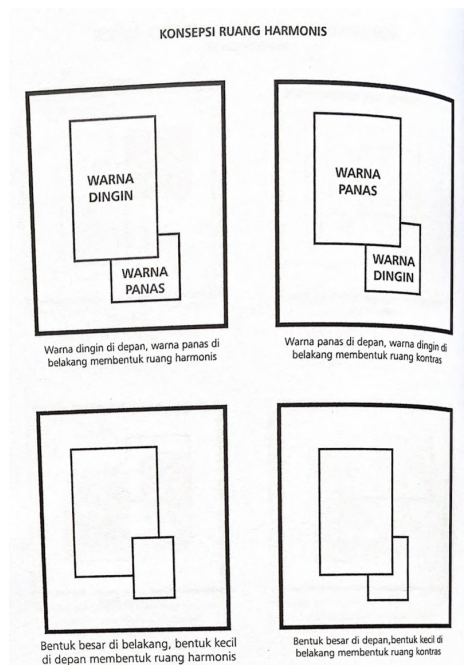 KONSEPSI RUANG HARMONIS
WARNA
DINGIN
WARNA
PANAS
Warna dingin di depan, warna panas di
belakang membentuk ruang harmonis
WARNA
PANAS
WARNA
DINGIN
Warna panas di depan, warna dingin di
belakang membentuk ruang kontras
Bentuk besar di belakang, bentuk kecil
di depan membentuk ruang harmonis
Bentuk besar di depan,bentuk kecil di
belakang membentuk ruang kontras